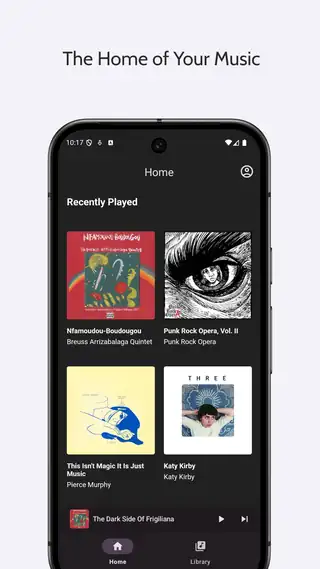 The Home of Your Music
10:17
Home
Recently Played
NFAMOUDOU-BOUDOUGOU
THREE
Nfamoudou-Boudougou
Punk Rock Opera, Vol. II
Breuss Arrizabalaga Quintet
Punk Rock Opera
This Isn't Magic It Is Just
Music
Katy Kirby
Pierce Murphy
Katy Kirby
The Dark Side Of Frigiliana
Home
Library